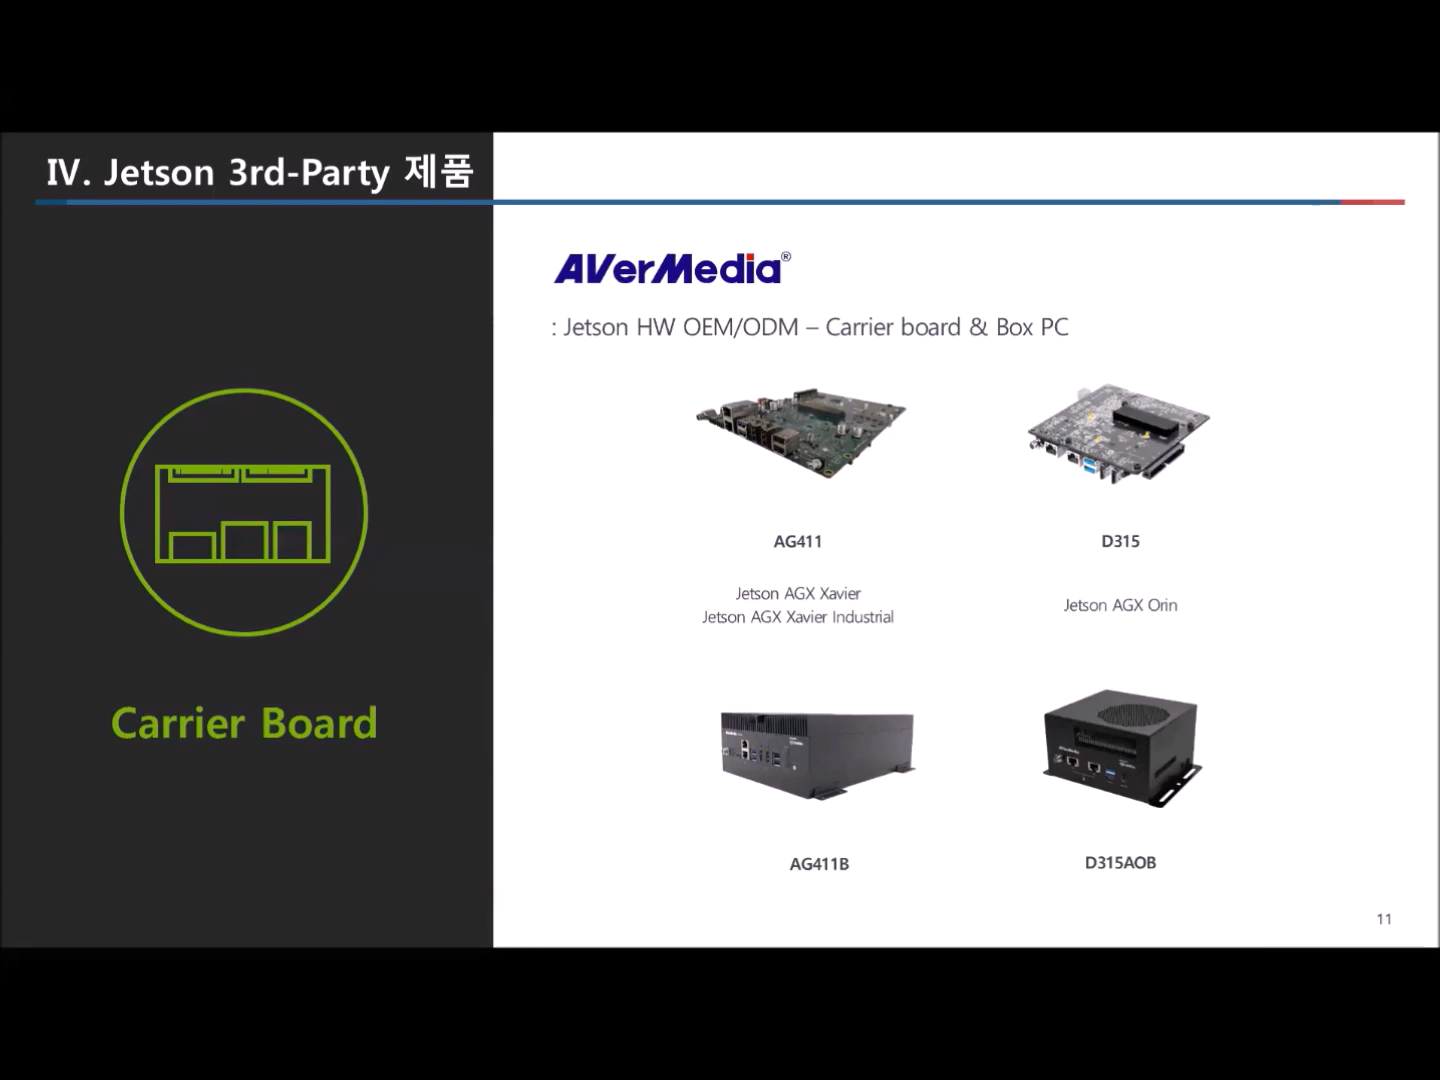 IV. Jetson 3rd-Party 제품
AVerMedia®
: Jetson HW OEM/ODM – Carrier board & Box PC
Carrier Board
AG411
D315
Jetson AGX Xavier
Jetson AGX Xavier Industrial
Jetson AGX Orin
AVerMedia
AG411B
D315AOB
11